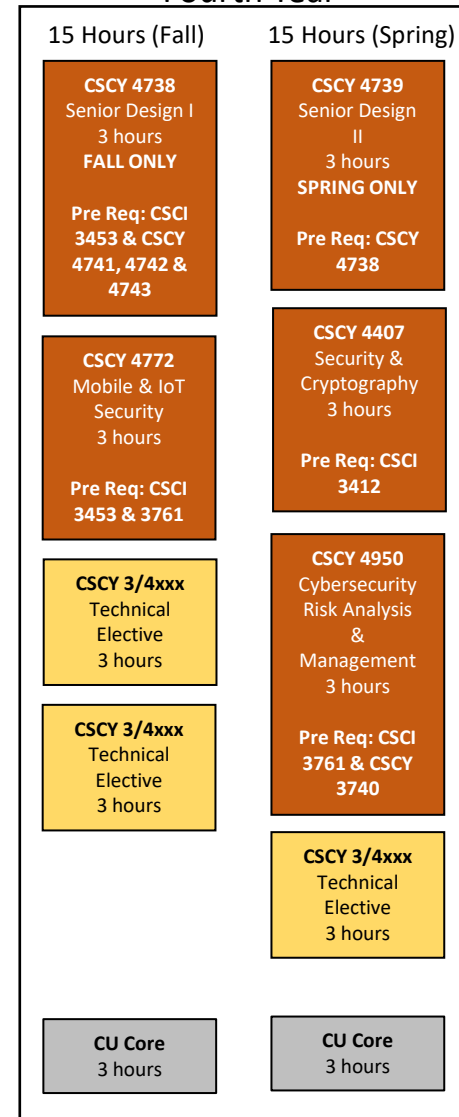 15 Hours (Fall)
CSCY 4738
Senior Design I
3 hours
FALL ONLY
Pre Req: CSCI
3453 & CSCY
4741, 4742 &
4743
CSCY 4772
Mobile & IoT
Security
3 hours
Pre Req: CSCI
3453 & 3761
CSCY 3/4xxx
Technical
Elective
3 hours
CSCY 3/4xxx
Technical
Elective
3 hours
CU Core
3 hours
15 Hours (Spring)
CSCY 4739
Senior Design
II
3 hours
SPRING ONLY
Pre Req: CSCY
4738
CSCY 4407
Security &
Cryptography
3 hours
Pre Req: CSCI
3412
CSCY 4950
Cybersecurity
Risk Analysis
&
Management
3 hours
Pre Req: CSCI
3761 & CSCY
3740
CSCY 3/4xxx
Technical
Elective
3 hours
CU Core
3 hours